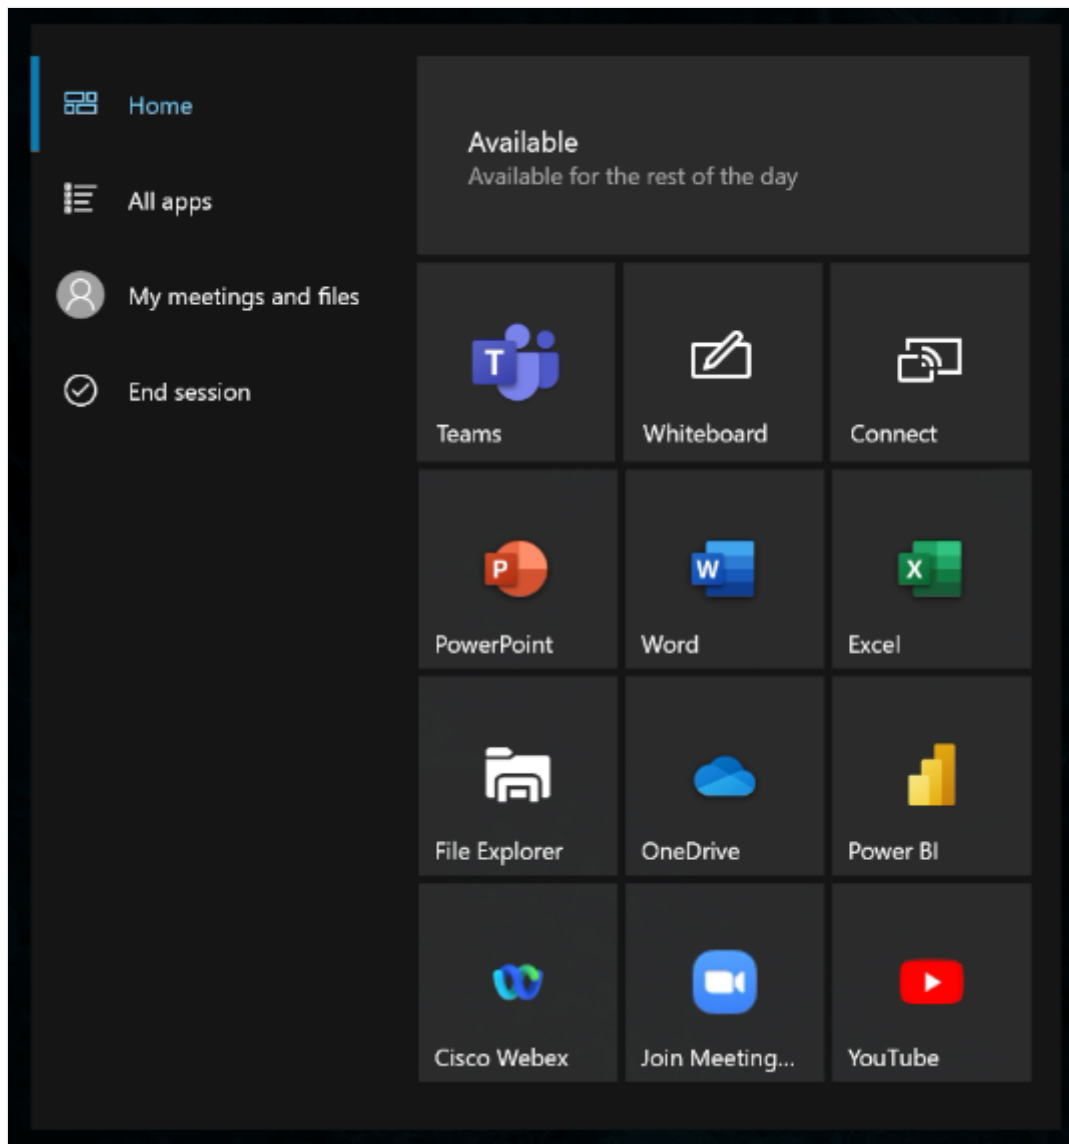 Home
All apps
My meetings and files
End session
Available
Available for the rest of the day
T
Teams
Whiteboard
Connect
P
PowerPoint
W
Word
X
Excel
File Explorer
OneDrive
Power BI
Cisco Webex
Join Meeting...
YouTube